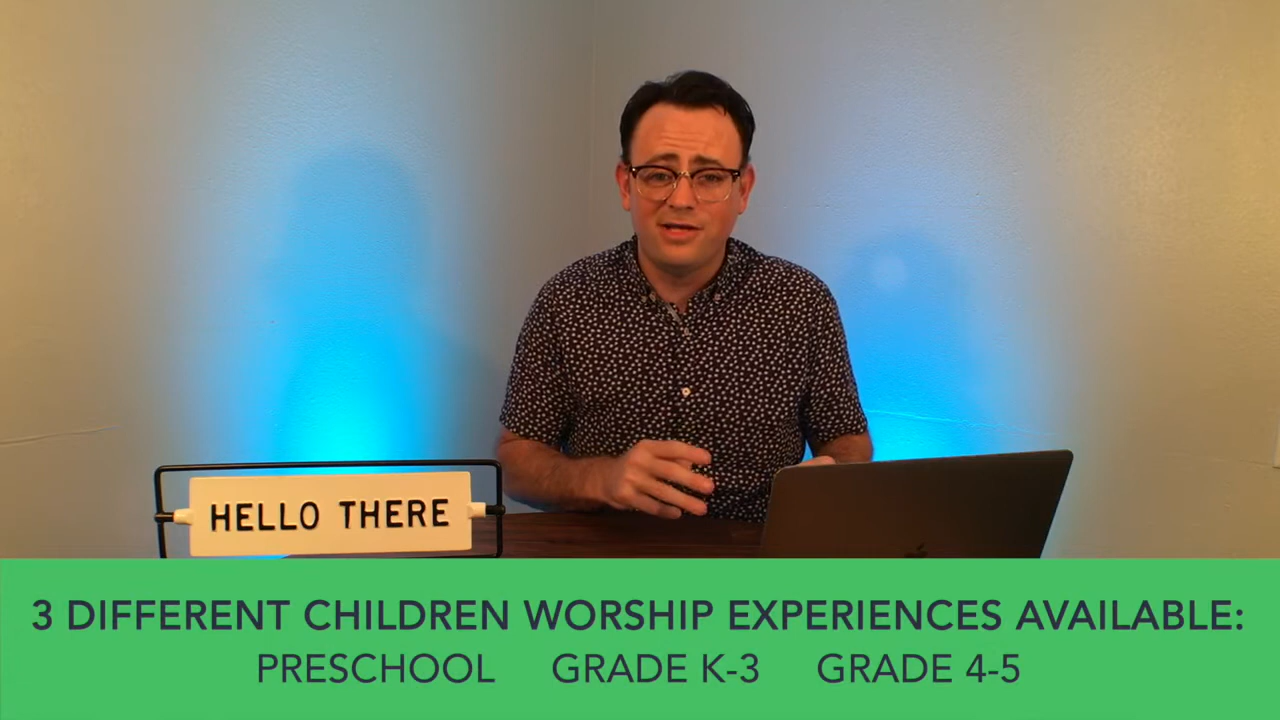 HELLO THERE
3 DIFFERENT CHILDREN WORSHIP EXPERIENCES AVAILABLE:
PRESCHOOL GRADE K-3 GRADE 4-5